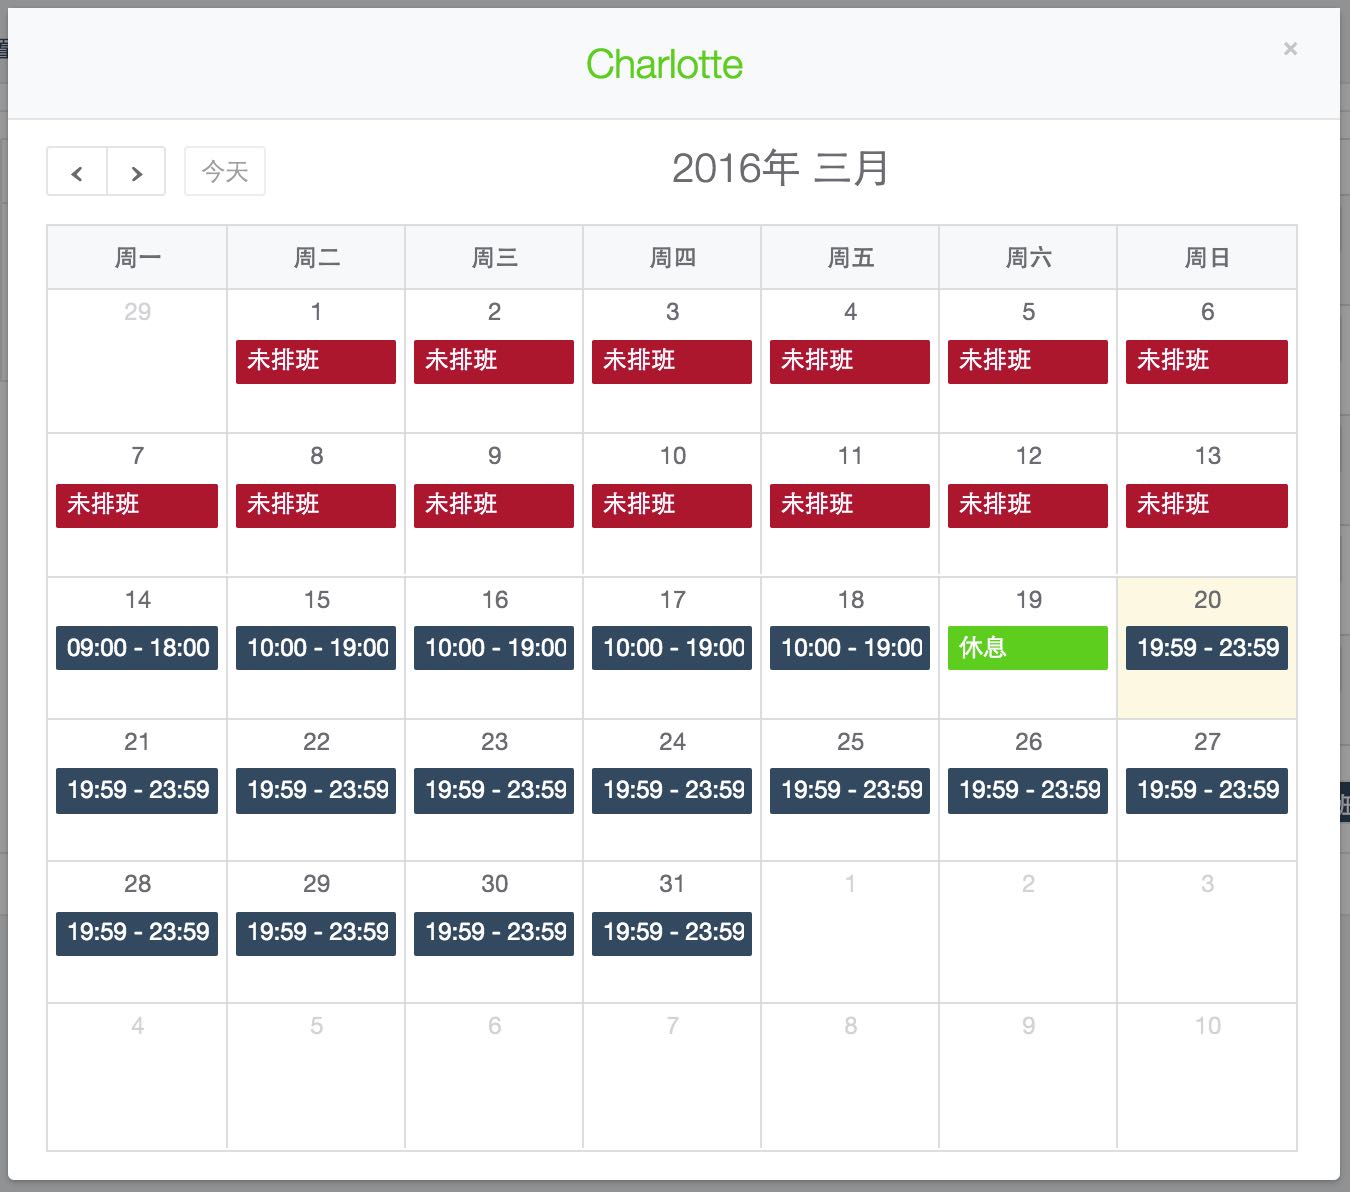 Charlotte
×
今天
2016年 三月
周一 周二 周三 周四 周五 周六 周日
29 1 2 3 4 5 6
未排班 未排班 未排班 未排班 未排班 未排班
7 8 9 10 11 12 13
未排班 未排班 未排班 未排班 未排班 未排班 未排班
14 15 16 17 18 19 20
09:00 - 18:00 10:00 - 19:00 10:00 - 19:00 10:00 - 19:00 10:00 - 19:00 休息 19:59 - 23:59
21 22 23 24 25 26 27
19:59 - 23:59 19:59 - 23:59 19:59 - 23:59 19:59 - 23:59 19:59 - 23:59 19:59 - 23:59 19:59 - 23:59
28 29 30 31 1 2 3
19:59 - 23:59 19:59 - 23:59 19:59 - 23:59 19:59 - 23:59
4 5 6 7 8 9 10